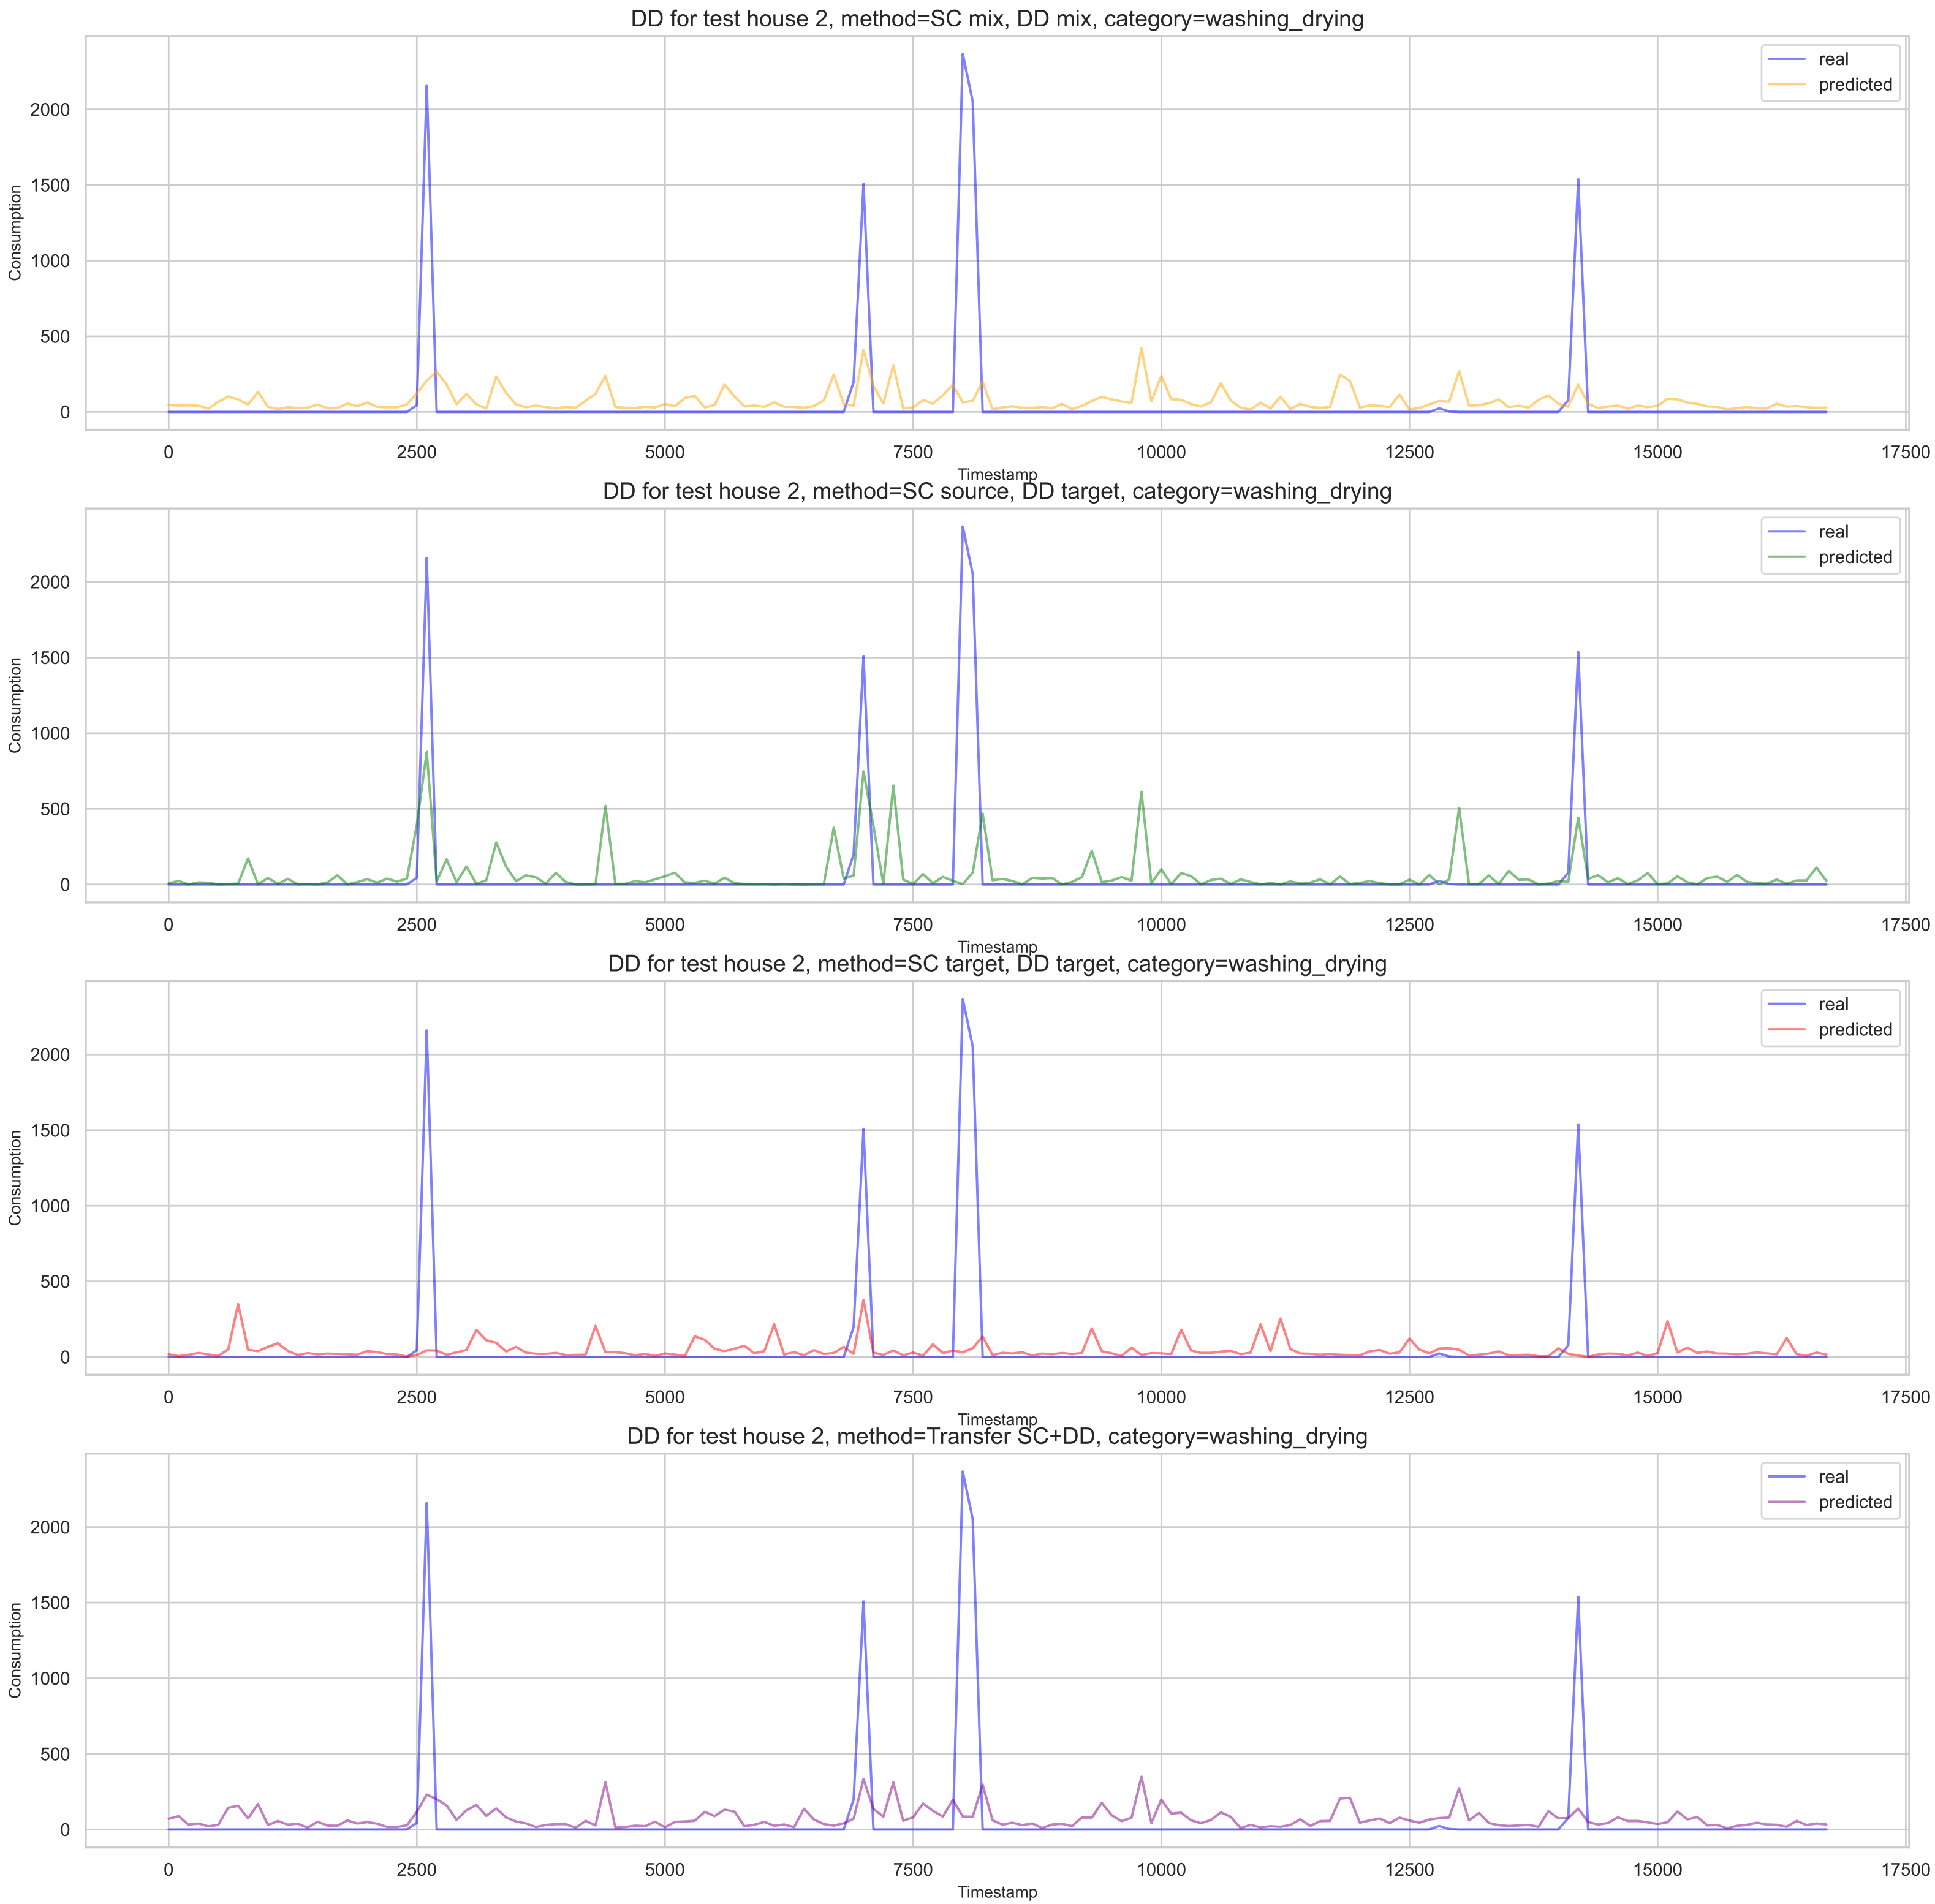 DD for test house 2, method=SC mix, DD mix, category=washing_drying
real
predicted
2000
1500
1000
500
0
Consumption
0 2500 5000 7500 10000 12500 15000 17500
Timestamp
DD for test house 2, method=SC source, DD target, category=washing_drying
real
predicted
2000
1500
1000
500
0
Consumption
0 2500 5000 7500 10000 12500 15000 17500
Timestamp
DD for test house 2, method=SC target, DD target, category=washing_drying
real
predicted
2000
1500
1000
500
0
Consumption
0 2500 5000 7500 10000 12500 15000 17500
Timestamp
DD for test house 2, method=Transfer SC+DD, category=washing_drying
real
predicted
2000
1500
1000
500
0
Consumption
0 2500 5000 7500 10000 12500 15000 17500
Timestamp